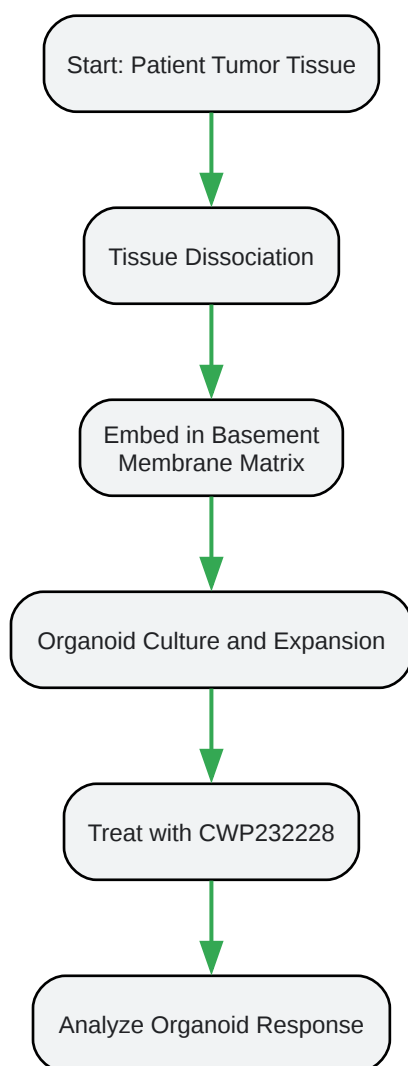 Start: Patient Tumor Tissue
Tissue Dissociation
Embed in Basement
Membrane Matrix
Organoid Culture and Expansion
Treat with CWP232228
Analyze Organoid Response